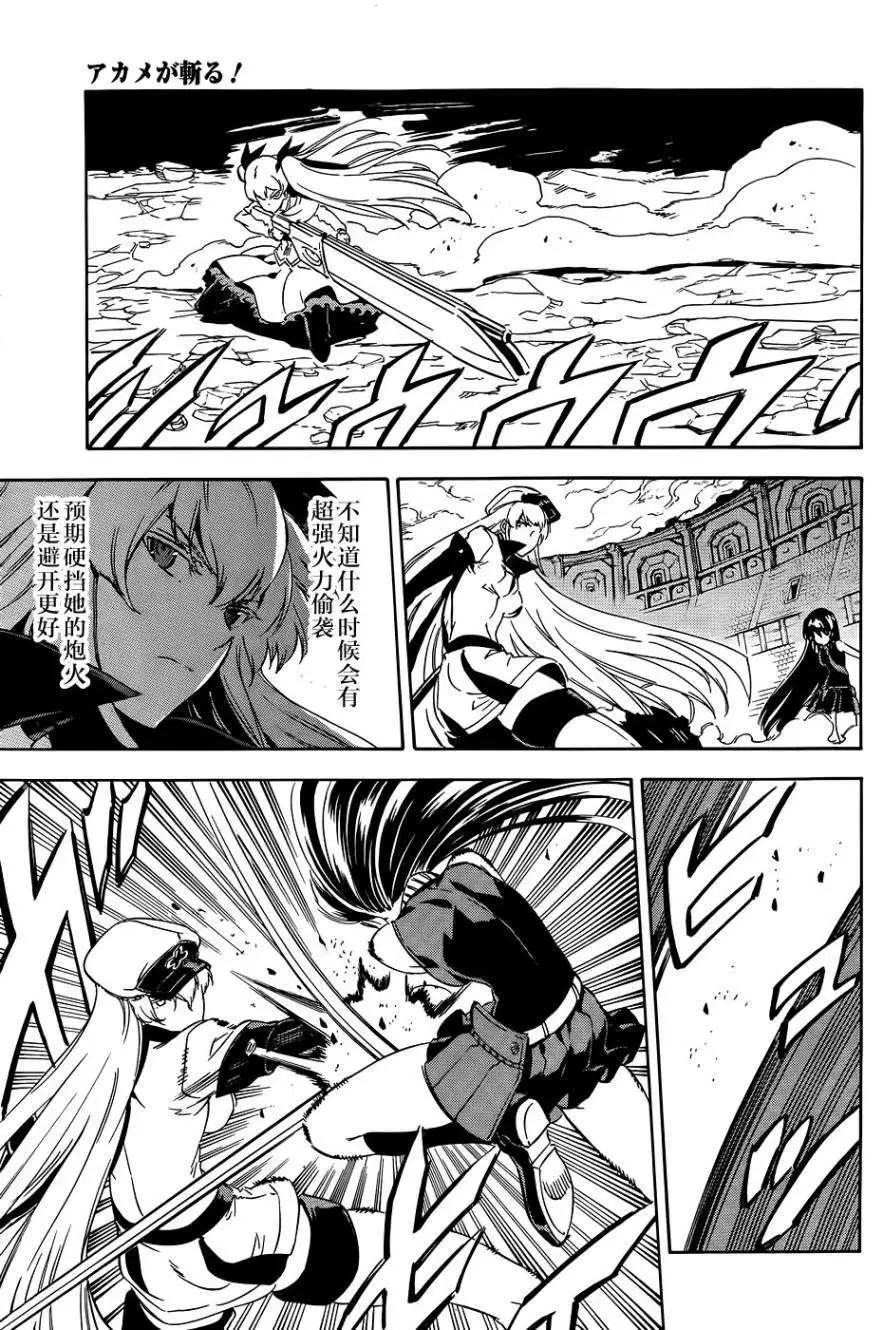 アカメが斬る！
不知道什么时候会有
超强火力偷袭
预期硬挡她的炮火
还是避开更好